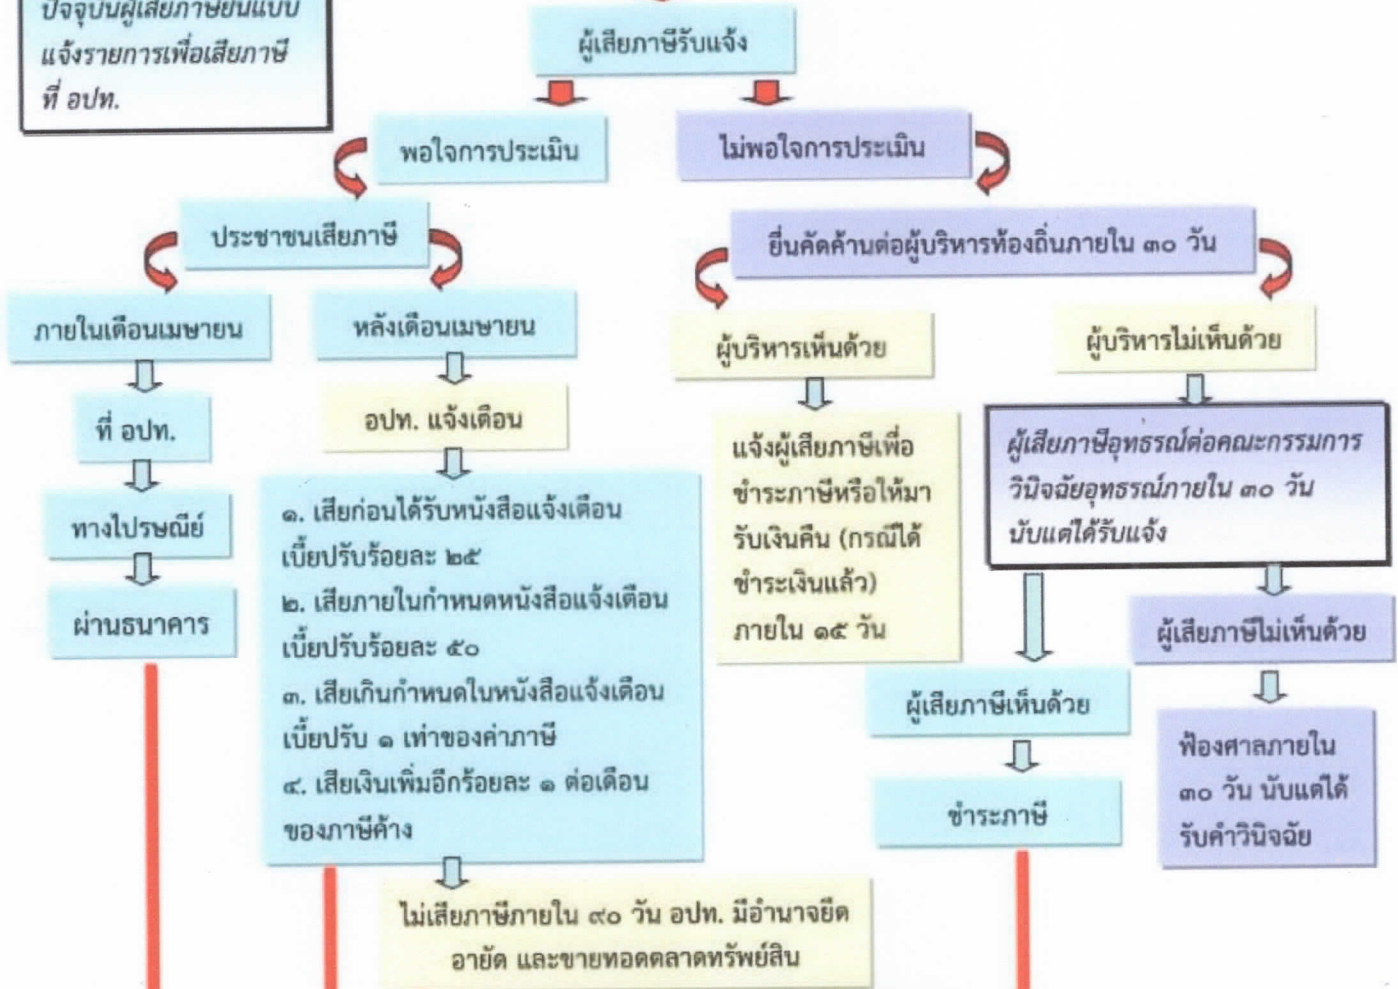 ปัจจุบันผู้เสียภาษียื่นแบบ
แจ้งรายการเพื่อเสียภาษี
ที่ อปท.
ผู้เสียภาษีรับแจ้ง
พอใจการประเมิน
ไม่พอใจการประเมิน
ประชาชนเสียภาษี
ยื่นคัดค้านต่อผู้บริหารท้องถิ่นภายใน ๓๐ วัน
ภายในเดือนเมษายน
หลังเดือนเมษายน
ผู้บริหารเห็นด้วย
ผู้บริหารไม่เห็นด้วย
ที่ อปท.
อปท. แจ้งเตือน
ทางไปรษณีย์
ผ่านธนาคาร
๑. เสียก่อนได้รับหนังสือแจ้งเตือน
เบี้ยปรับร้อยละ ๒๕
๒. เสียภายในกำหนดหนังสือแจ้งเตือน
เบี้ยปรับร้อยละ ๕๐
๓. เสียเกินกำหนดในหนังสือแจ้งเตือน
เบี้ยปรับ ๑ เท่าของค่าภาษี
๔. เสียเงินเพิ่มอีกร้อยละ ๑ ต่อเดือน
ของภาษีค้าง
ไม่เสียภาษีภายใน ๙๐ วัน อปท. มีอำนาจยึด
อายัด และขายทอดตลาดทรัพย์สิน
แจ้งผู้เสียภาษีเพื่อ
ชำระภาษีหรือให้มา
รับเงินคืน (กรณีได้
ชำระเงินแล้ว)
ภายใน ๑๕ วัน
ผู้เสียภาษีอุทธรณ์ต่อคณะกรรมการ
วินิจฉัยอุทธรณ์ภายใน ๓๐ วัน
นับแต่ได้รับแจ้ง
ผู้เสียภาษีเห็นด้วย
ชำระภาษี
ผู้เสียภาษีไม่เห็นด้วย
ฟ้องศาลภายใน
๓๐ วัน นับแต่ได้
รับคำวินิจฉัย